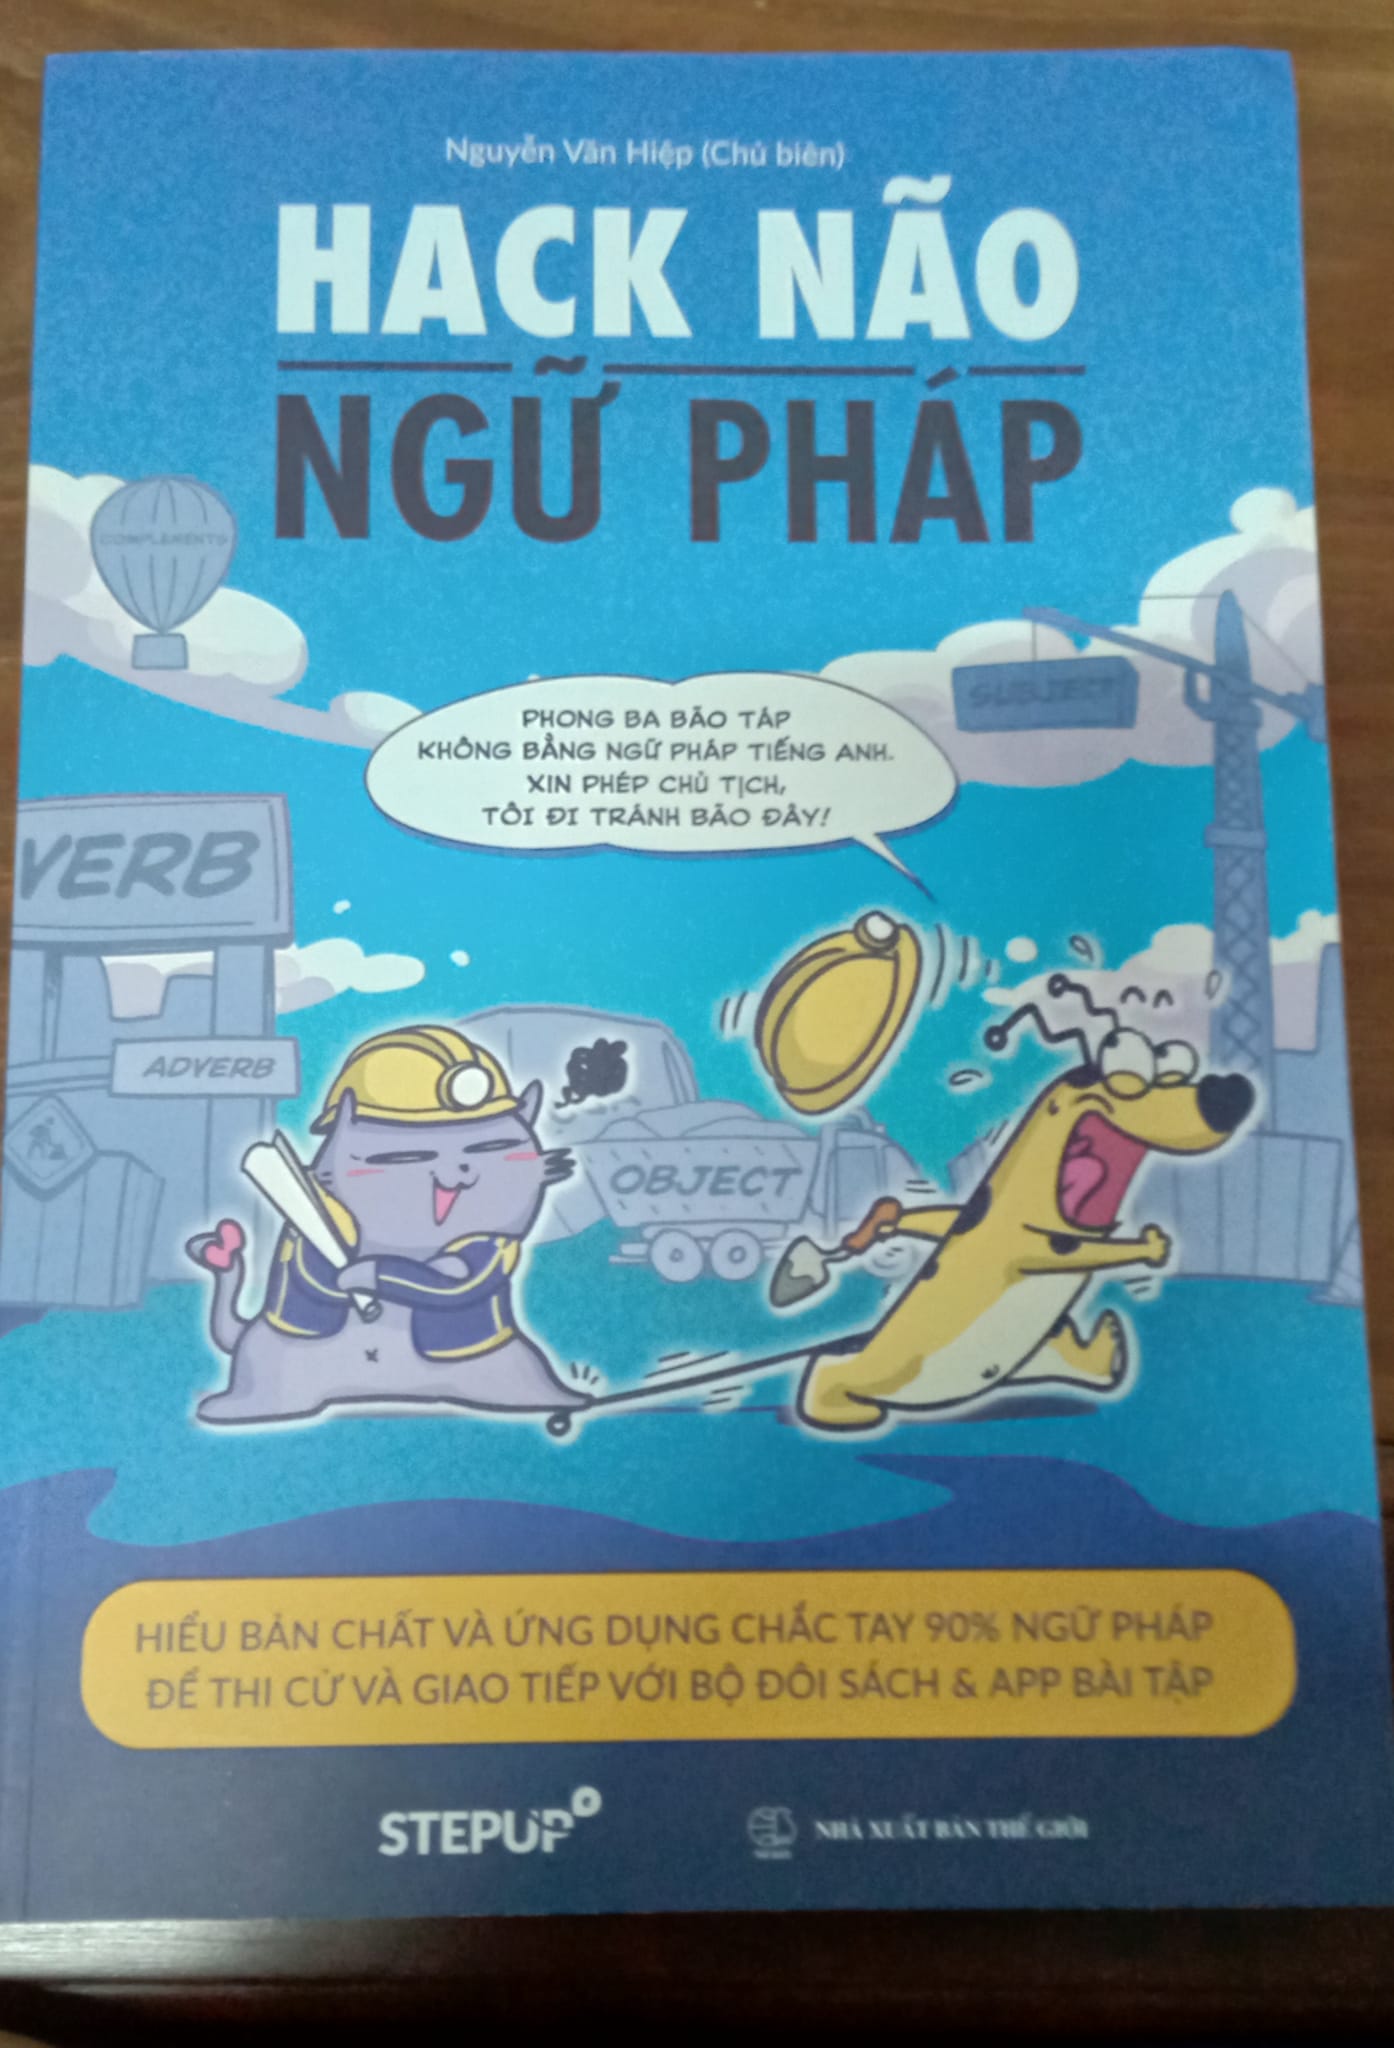 Nguyễn Văn Hiệp (Chủ biên)
HACK NÃO
NGỮ PHÁP
COMPLEMENTS
SUBJECT
PHONG BA BÃO TÁP
KHÔNG BẰNG NGỮ PHÁP TIẾNG ANH.
XIN PHÉP CHỦ TỊCH,
TÔI ĐI TRÁNH BÃO ĐÂY!
VERB
ADVERB
OBJECT
HIỂU BẢN CHẤT VÀ ỨNG DỤNG CHẮC TAY 90% NGỮ PHÁP
ĐỂ THI CỬ VÀ GIAO TIẾP VỚI BỘ ĐÔI SÁCH & APP BÀI TẬP
STEPUP
NHÀ XUẤT BẢN THẾ GIỚI